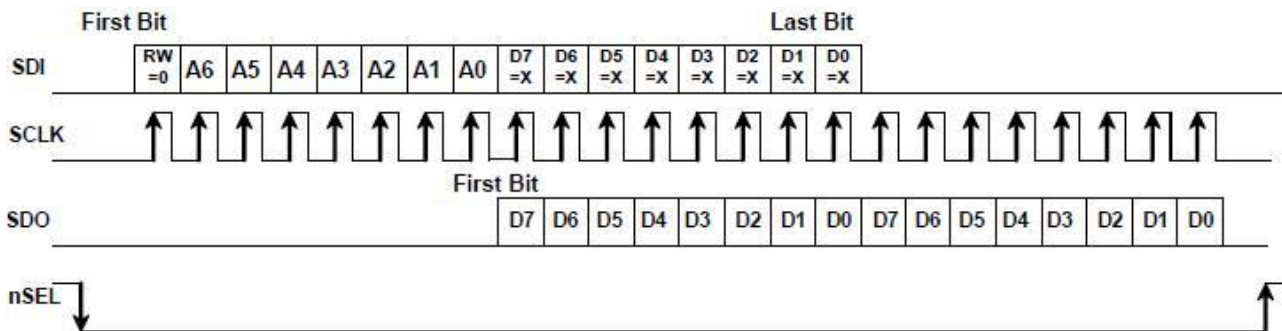 First Bit Last Bit
SDI RW =0 A6 A5 A4 A3 A2 A1 A0 D7 =X D6 =X D5 =X D4 =X D3 =X D2 =X D1 =X D0 =X
SCLK
First Bit
SDO D7 D6 D5 D4 D3 D2 D1 D0 D7 D6 D5 D4 D3 D2 D1 D0
nSEL